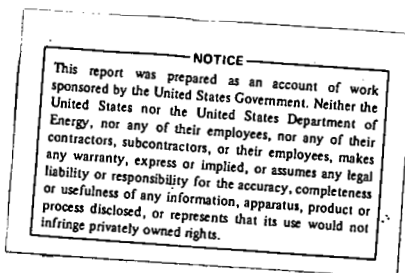 NOTICE
This report was prepared as an account of work
sponsored by the United States Government. Neither the
United States nor the United States Department of
Energy, nor any of their employees, nor any of their
contractors, subcontractors, or their employees, makes
any warranty, express or implied, or assumes any legal
liability or responsibility for the accuracy, completeness
or usefulness of any information, apparatus, product or
process disclosed, or represents that its use would not
infringe privately owned rights.